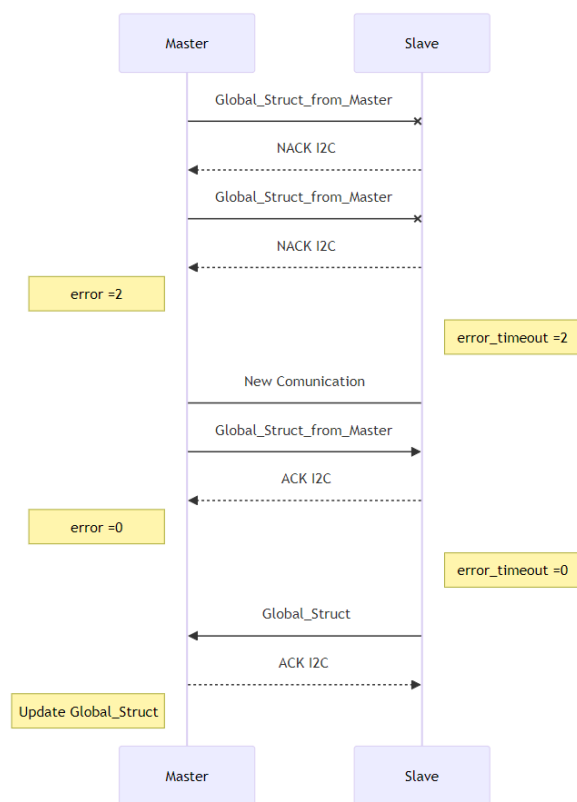 Master
Slave
Global_Struct_from_Master
NACK I2C
Global_Struct_from_Master
NACK I2C
error =2
error_timeout =2
New Comunication
Global_Struct_from_Master
ACK I2C
error =0
error_timeout =0
Global_Struct
ACK I2C
Update Global_Struct
Master
Slave